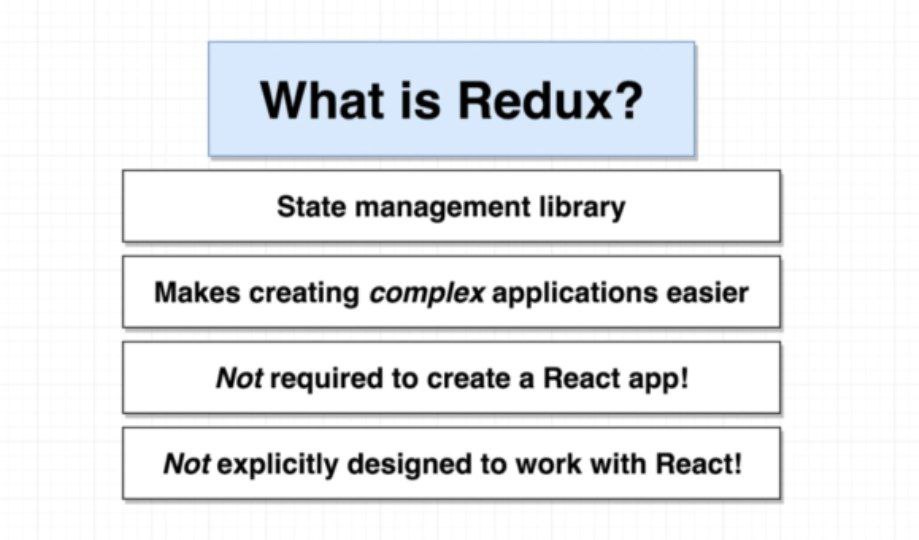 What is Redux?
State management library
Makes creating complex applications easier
Not required to create a React app!
Not explicitly designed to work with React!